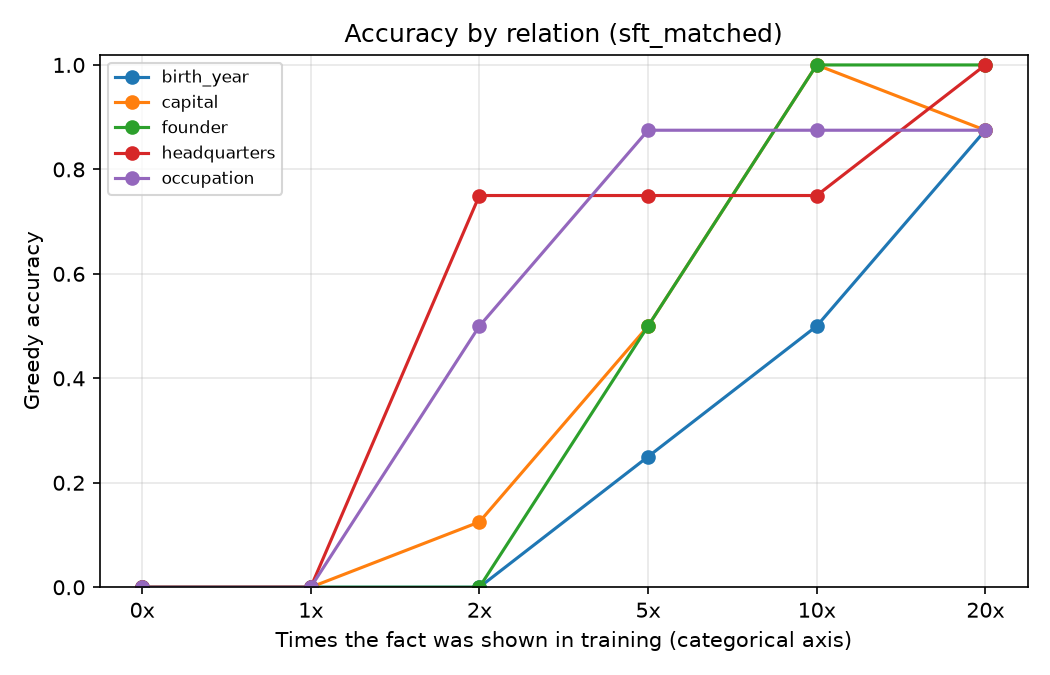 Accuracy by relation (sft_matched)
birth_year
capital
founder
headquarters
occupation
1.0
0.8
0.6
0.4
0.2
0.0
Greedy accuracy
0x 1x 2x 5x 10x 20x
Times the fact was shown in training (categorical axis)